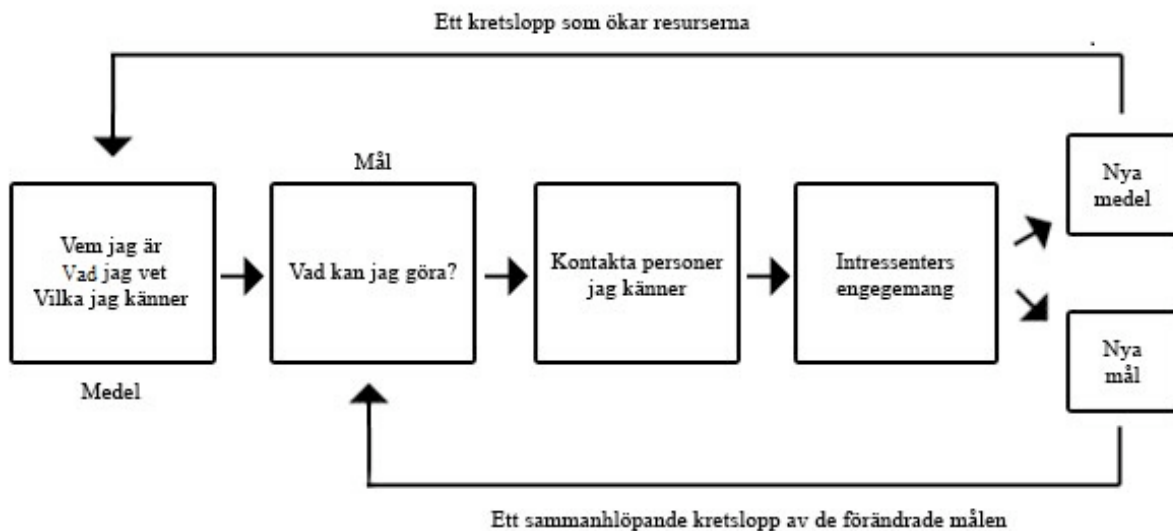 Ett kretslopp som ökar resurserna
Mål
Vem jag är
Vad jag vet
Vilka jag känner
Vad kan jag göra?
Kontakta personer
jag känner
Intressenters
engegemang
Nya
medel
Nya
mål
Medel
Ett sammanhlöpande kretslopp av de förändrade målen